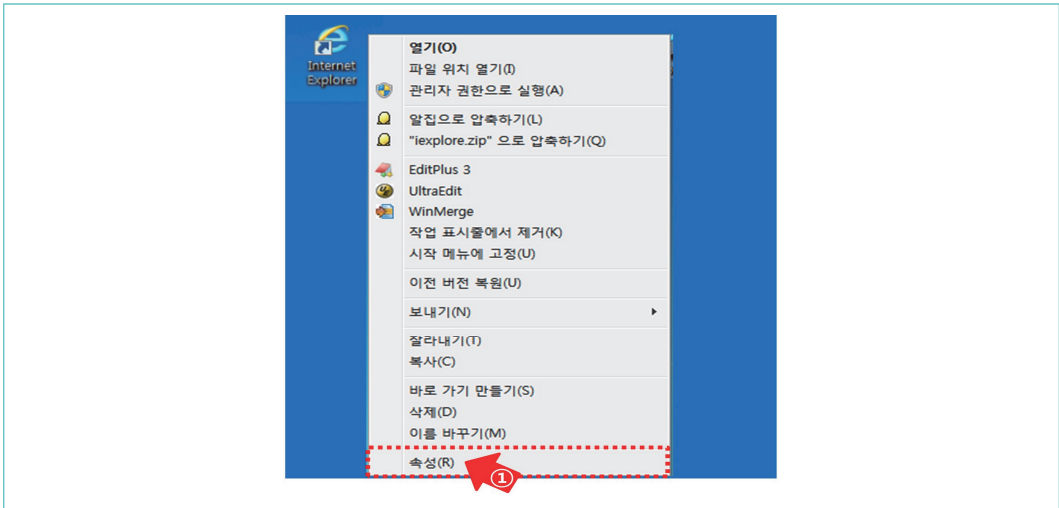 Internet
Explorer
열기(O)
파일 위치 열기(I)
관리자 권한으로 실행(A)
알집으로 압축하기(L)
"iexplore.zip" 으로 압축하기(Q)
EditPlus 3
UltraEdit
WinMerge
작업 표시줄에서 제거(K)
시작 메뉴에 고정(U)
이전 버전 복원(U)
보내기(N)
잘라내기(T)
복사(C)
바로 가기 만들기(S)
삭제(D)
이름 바꾸기(M)
속성(R)
①